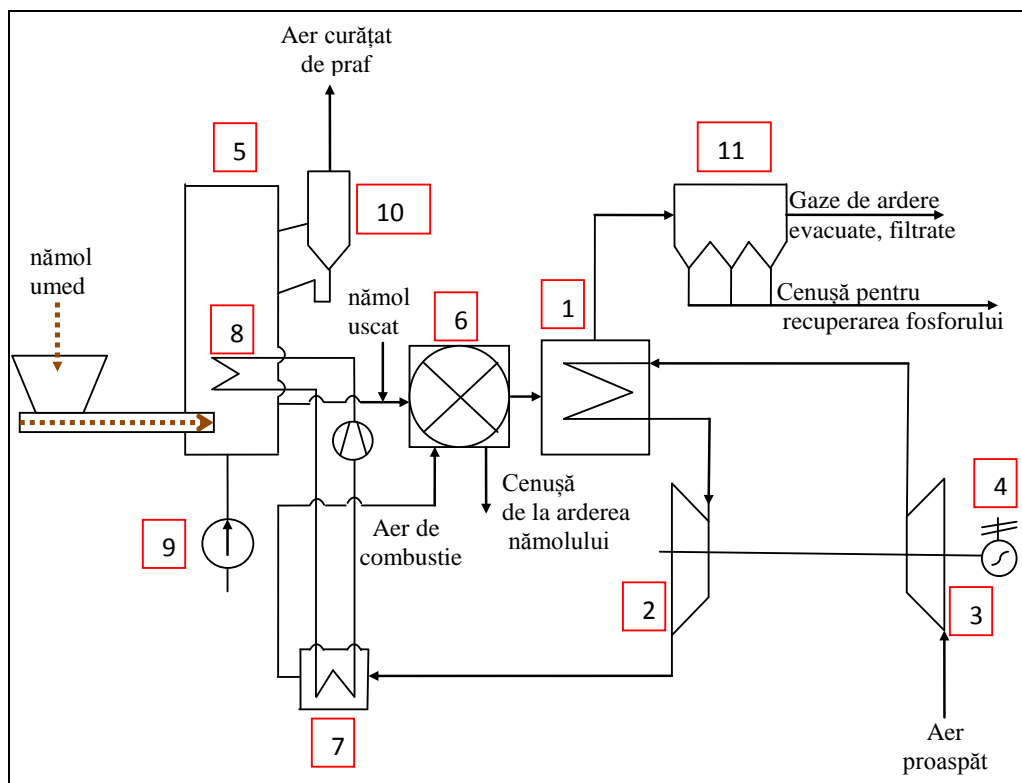 Aer curățat
de praf
5
11
10
Gaze de ardere
evacuate, filtrate
nămol
umed
nămol
uscat
6
1
Cenușă pentru
recuperarea fosforului
8
Cenușă
de la arderea
nămolului
4
9
Aer de
combustie
2
3
7
Aer
proaspăt